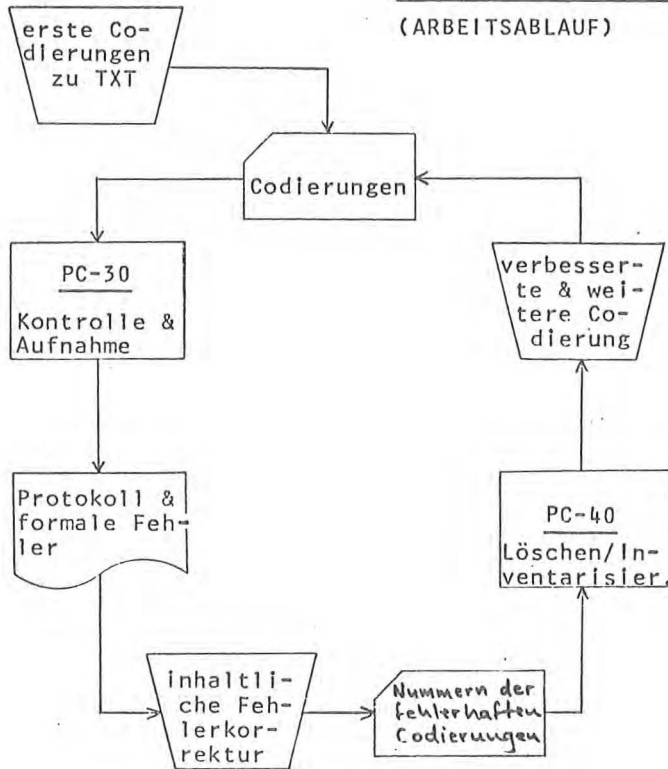 (ARBEITSABLAUF)
erste Co-
dierungen
zu TXT
Codierungen
PC-30
Kontrolle &
Aufnahme
verbesser-
te & wei-
tere Co-
dierung
Protokoll &
formale Feh-
ler
PC-40
Löschen/In-
ventarisier.
inhaltli-
che Feh-
lerkor-
rektur
Nummern der
fehlerhaften
Codierungen